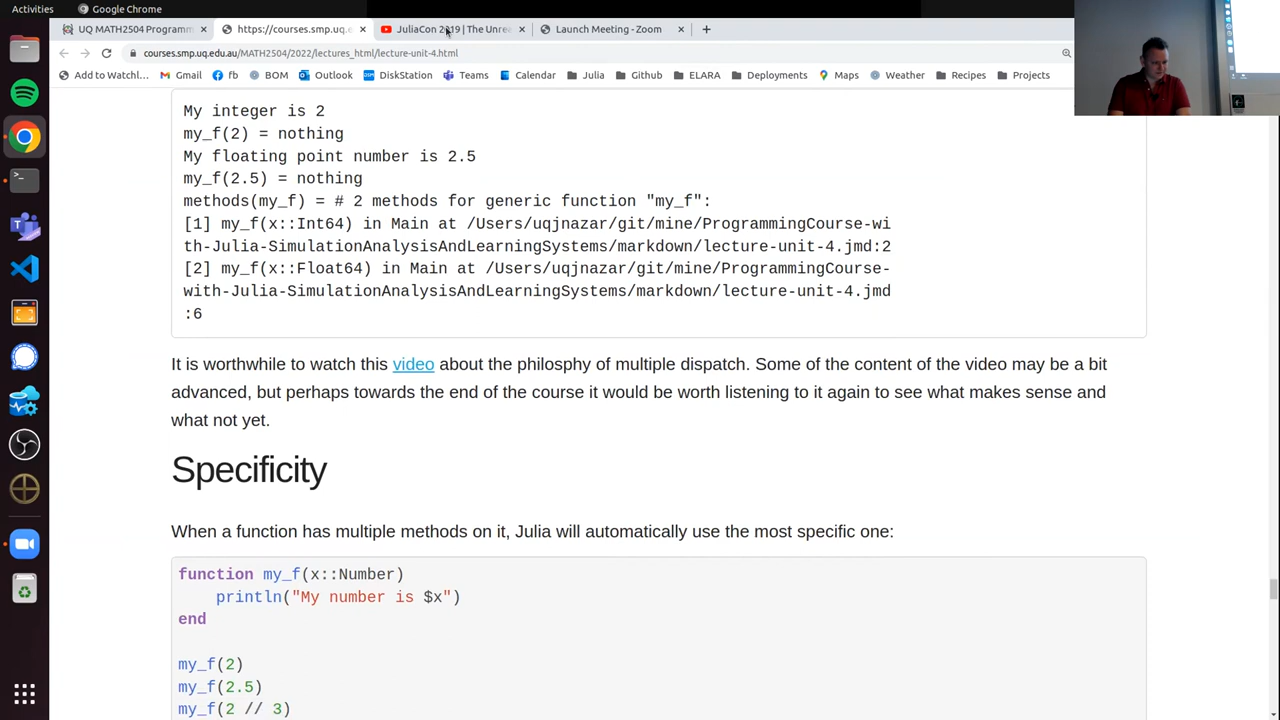 Activities
Google Chrome
UQ MATH2504 Programm
https://courses.smp.uq.e
JuliaCon 2019 | The Unre
Launch Meeting - Zoom
courses.smp.uq.edu.au/MATH2504/2022/lectures_html/lecture-unit-4.html
Add to Watchl...
Gmail
fb
BOM
Outlook
DiskStation
Teams
Calendar
Julia
Github
ELARA
Deployments
Maps
Weather
Recipes
Projects
My integer is 2
my_f(2) = nothing
My floating point number is 2.5
my_f(2.5) = nothing
methods(my_f) = # 2 methods for generic function "my_f":
[1] my_f(x::Int64) in Main at /Users/uqjnazar/git/mine/ProgrammingCourse-wi
th-Julia-SimulationAnalysisAndLearningSystems/markdown/lecture-unit-4.jmd:2
[2] my_f(x::Float64) in Main at /Users/uqjnazar/git/mine/ProgrammingCourse-
with-Julia-SimulationAnalysisAndLearningSystems/markdown/lecture-unit-4.jmd
:6
It is worthwhile to watch this video about the philosphy of multiple dispatch. Some of the content of the video may be a bit
advanced, but perhaps towards the end of the course it would be worth listening to it again to see what makes sense and
what not yet.
Specificity
When a function has multiple methods on it, Julia will automatically use the most specific one:
function my_f(x::Number)
println("My number is $x")
end
my_f(2)
my_f(2.5)
my_f(2 // 3)